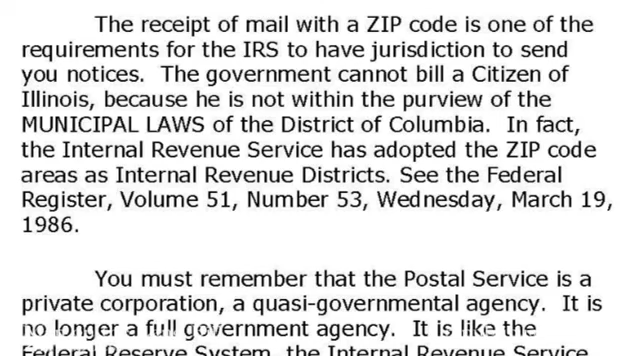 The receipt of mail with a ZIP code is one of the
requirements for the IRS to have jurisdiction to send
you notices. The government cannot bill a Citizen of
Illinois, because he is not within the purview of the
MUNICIPAL LAWS of the District of Columbia. In fact,
the Internal Revenue Service has adopted the ZIP code
areas as Internal Revenue Districts. See the Federal
Register, Volume 51, Number 53, Wednesday, March 19,
1986.
You must remember that the Postal Service is a
private corporation, a quasi-governmental agency. It is
no longer a full government agency. It is like the
Federal Reserve System, the Internal Revenue Service,